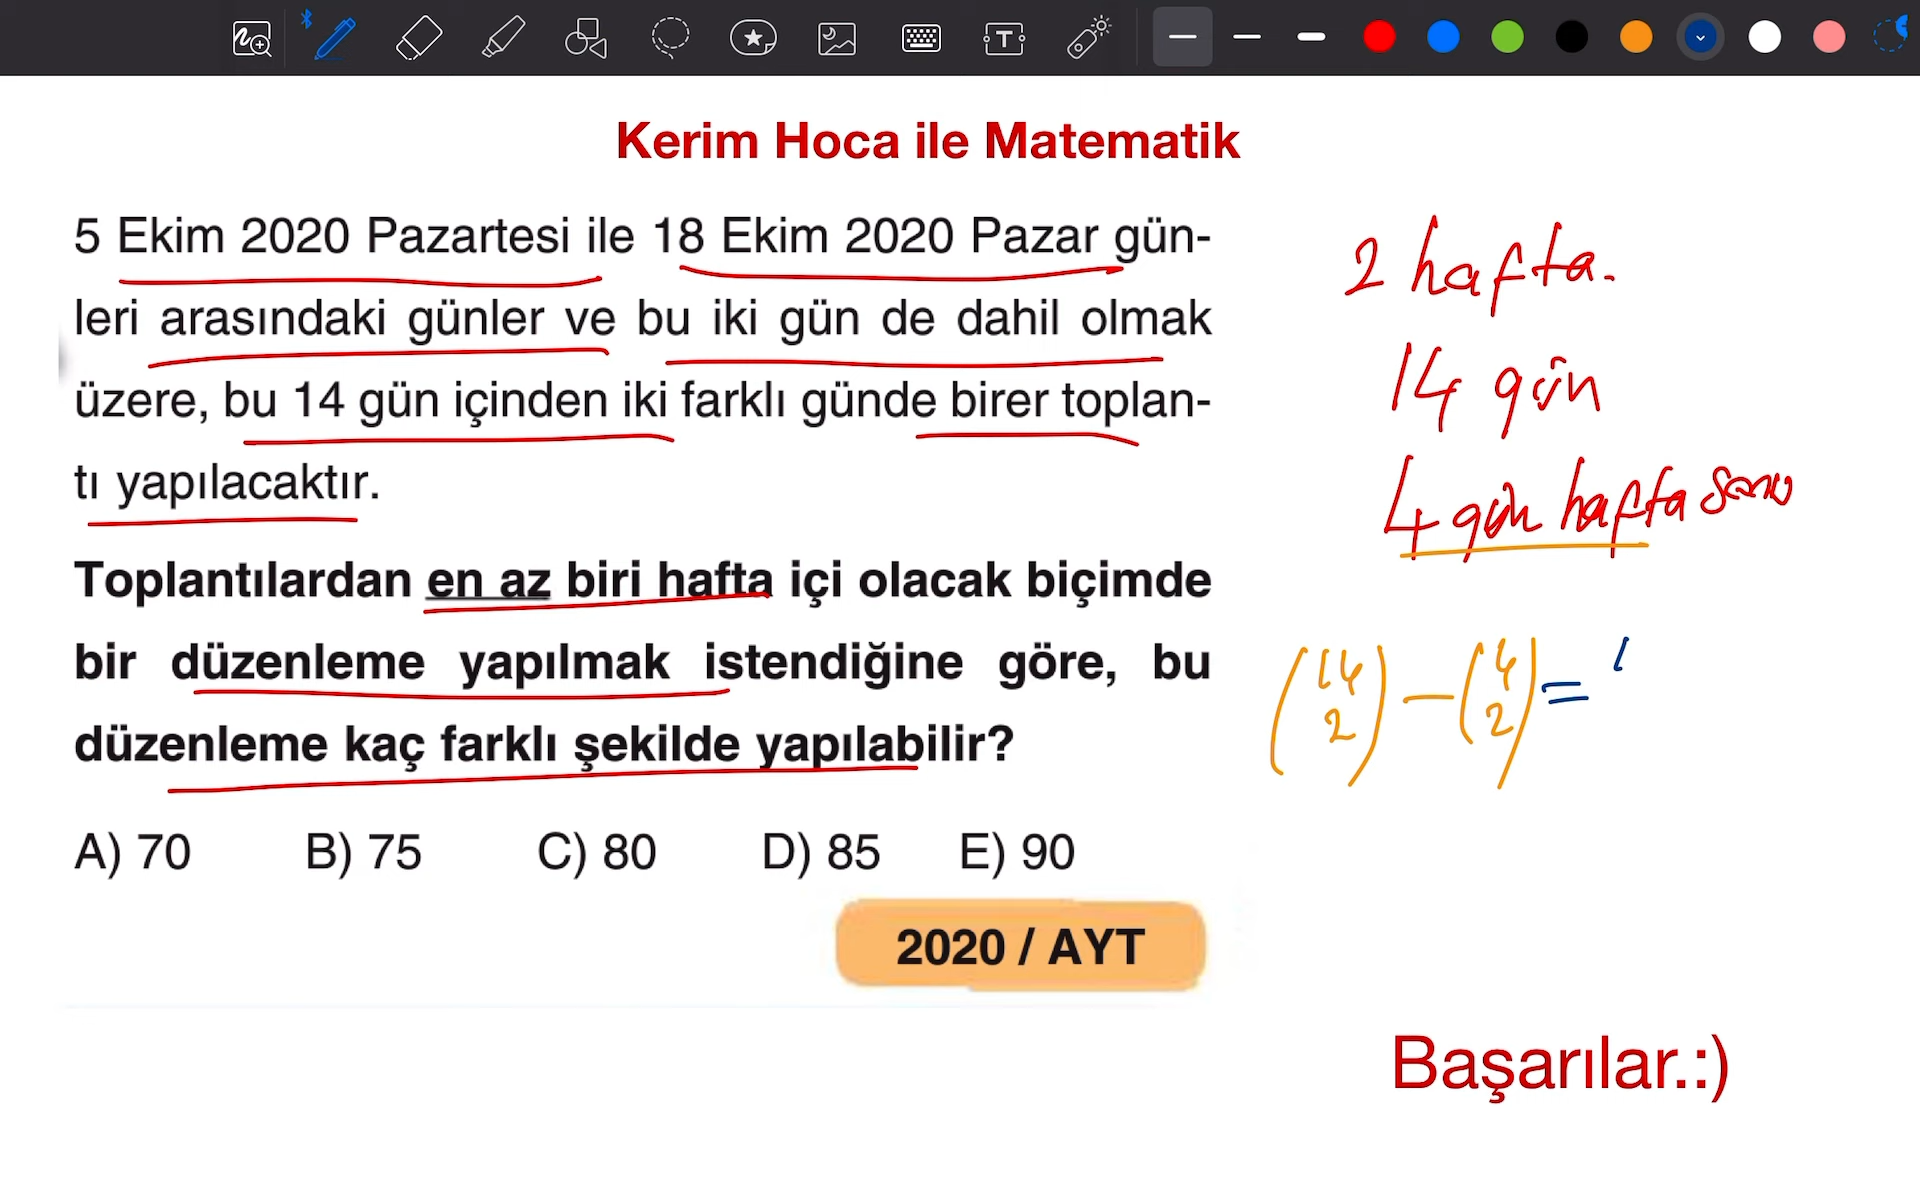 Kerim Hoca ile Matematik
5 Ekim 2020 Pazartesi ile 18 Ekim 2020 Pazar gün-
leri arasındaki günler ve bu iki gün de dahil olmak
üzere, bu 14 gün içinden iki farklı günde birer toplan-
tı yapılacaktır.
Toplantılardan en az biri hafta içi olacak biçimde
bir düzenleme yapılmak istendiğine göre, bu
düzenleme kaç farklı şekilde yapılabilir?
A) 70 B) 75 C) 80 D) 85 E) 90
2020 / AYT
2 hafta.
14 gün
4 gün hafta sonu
(14 2) - (4 2) = 1
Başarılar.:)